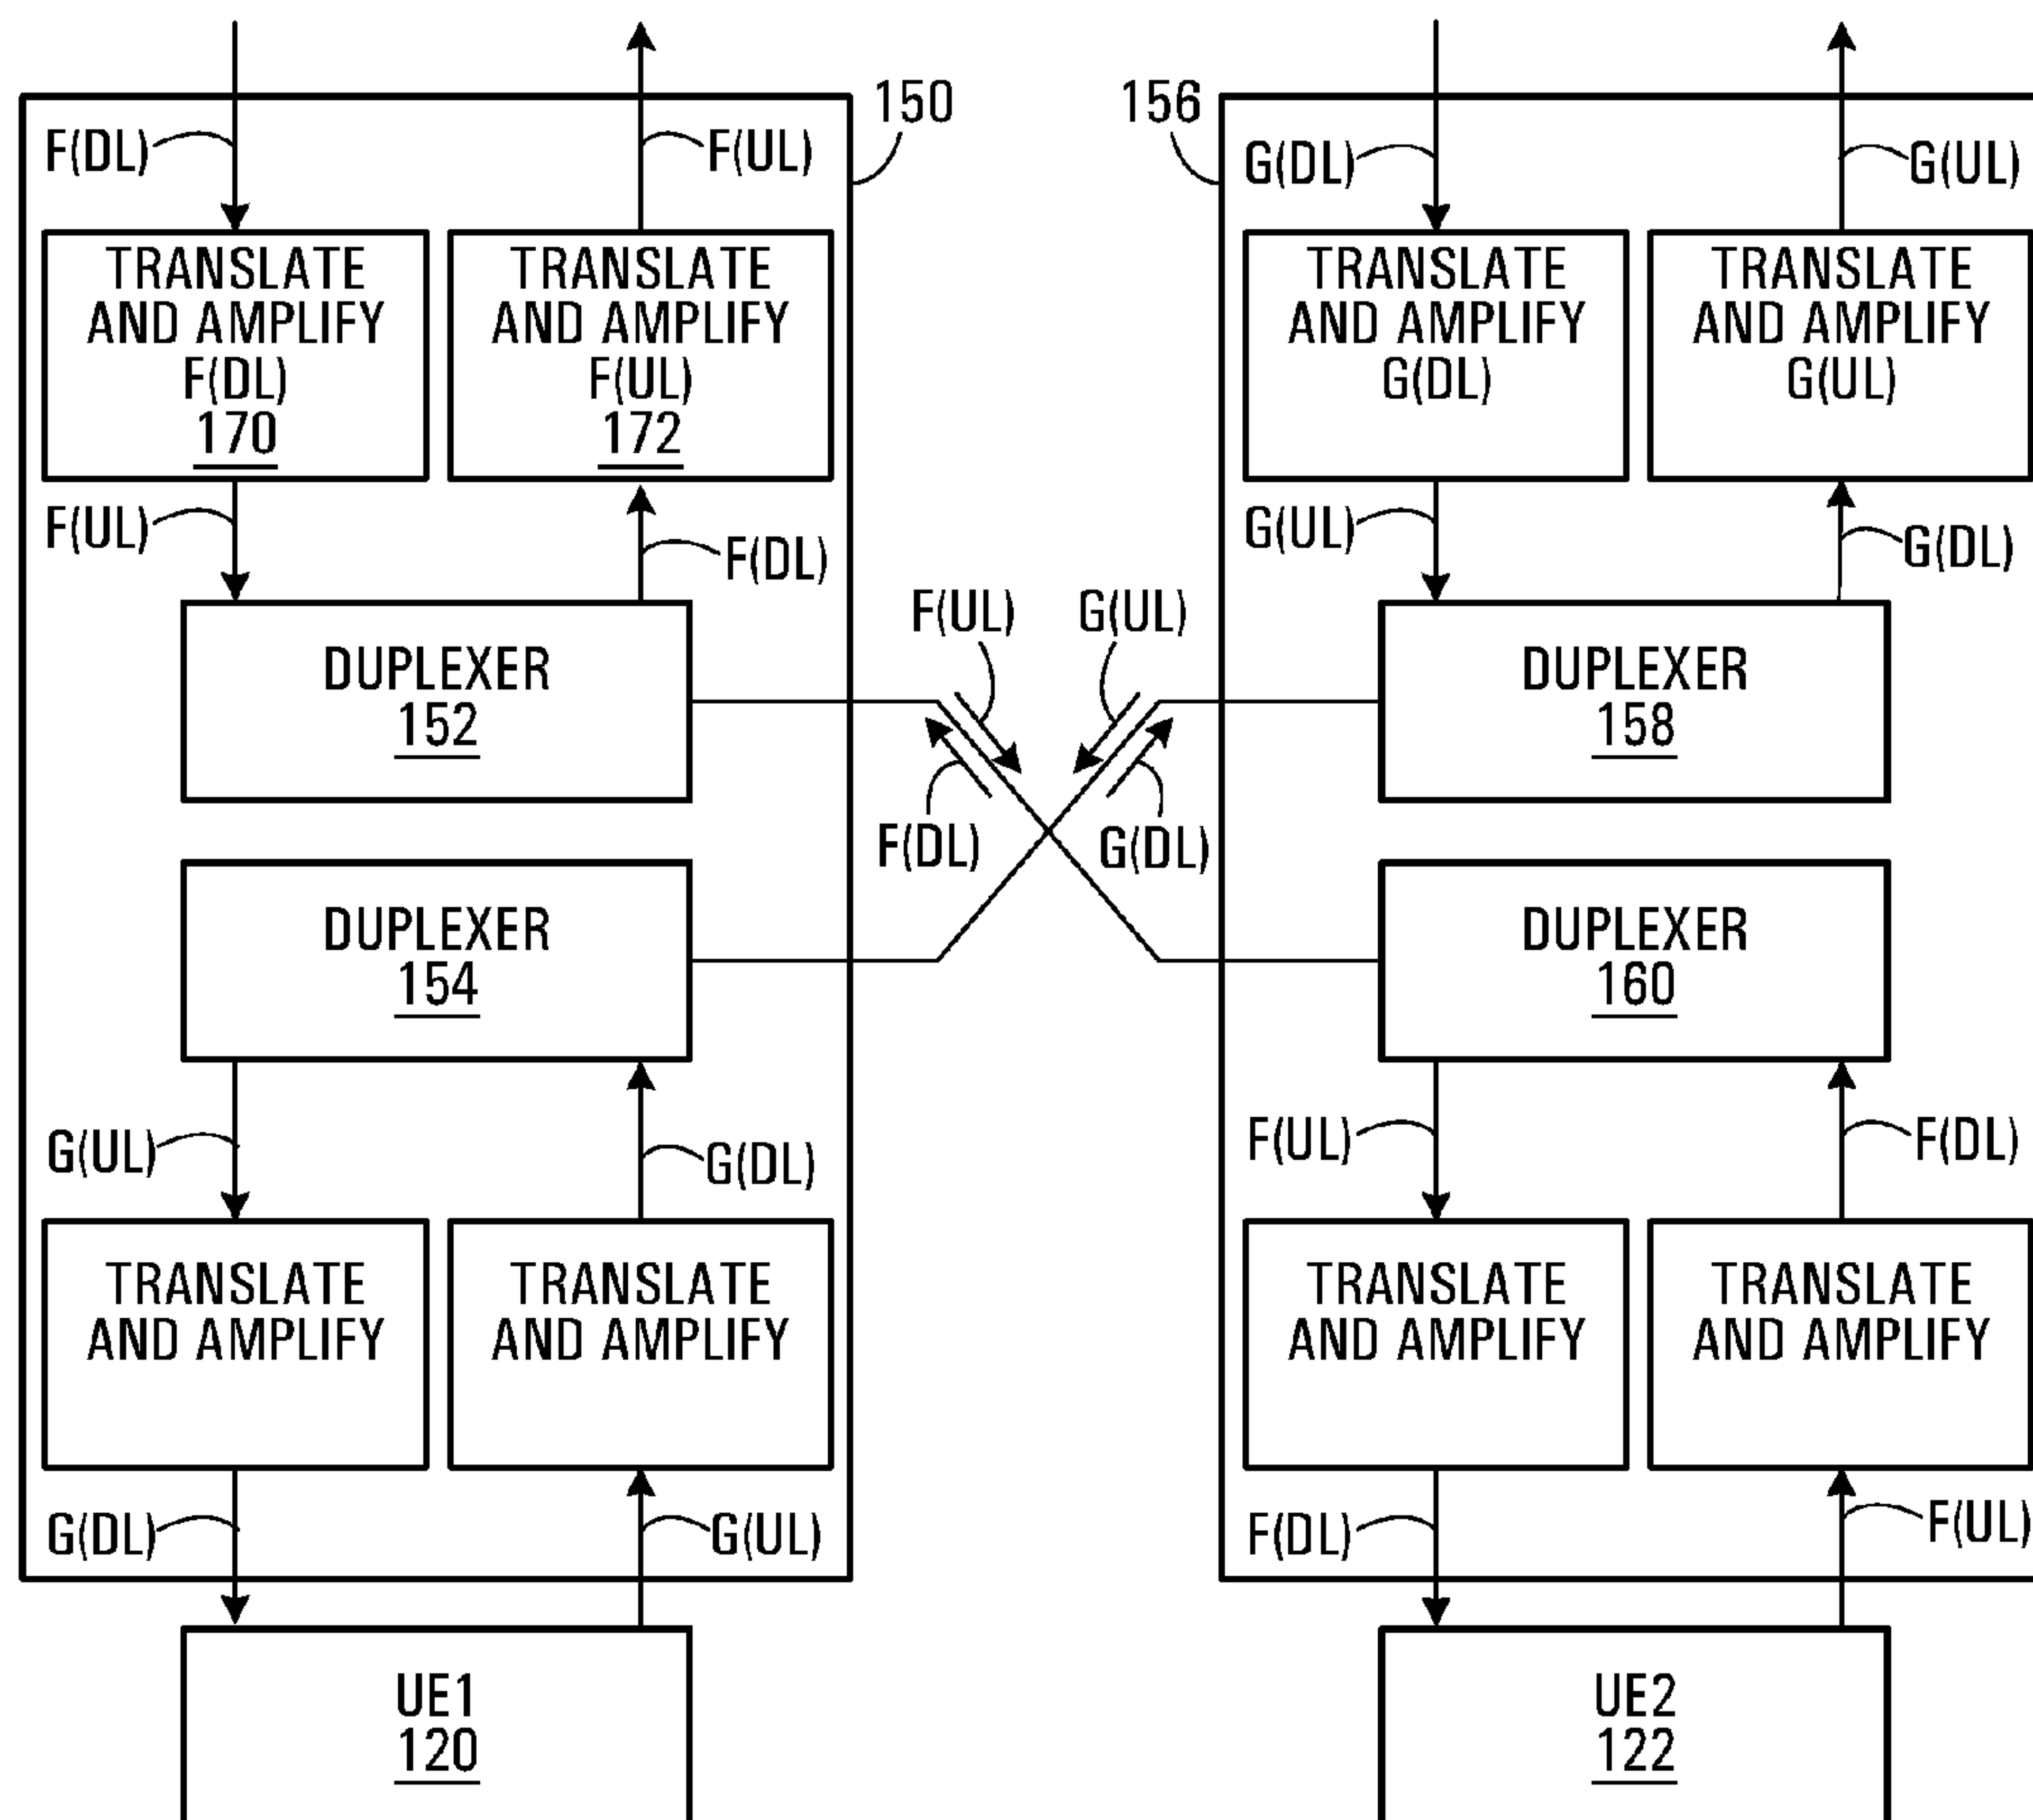 150
156
F(DL)
F(UL)
G(DL)
G(UL)
TRANSLATE
AND AMPLIFY
F(DL)
170
TRANSLATE
AND AMPLIFY
F(UL)
172
TRANSLATE
AND AMPLIFY
G(DL)
TRANSLATE
AND AMPLIFY
G(UL)
F(UL)
F(DL)
G(UL)
G(DL)
F(UL)
G(UL)
DUPLEXER
152
DUPLEXER
158
F(DL)
G(DL)
DUPLEXER
154
DUPLEXER
160
G(UL)
G(DL)
F(UL)
F(DL)
TRANSLATE
AND AMPLIFY
TRANSLATE
AND AMPLIFY
TRANSLATE
AND AMPLIFY
TRANSLATE
AND AMPLIFY
G(DL)
G(UL)
F(DL)
F(UL)
UE1
120
UE2
122